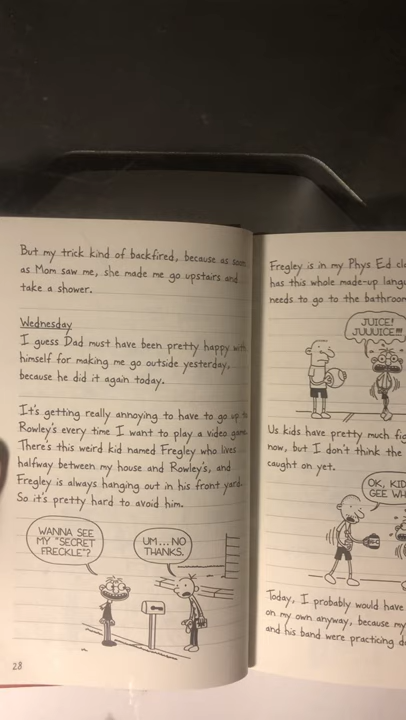 But my trick kind of backfired, because as soon
as Mom saw me, she made me go upstairs and
take a shower.
Wednesday
I guess Dad must have been pretty happy with
himself for making me go outside yesterday,
because he did it again today.
It's getting really annoying to have to go up to
Rowley's every time I want to play a video game.
There's this weird kid named Fregley who lives
halfway between my house and Rowley's, and
Fregley is always hanging out in his front yard.
So it's pretty hard to avoid him.
WANNA SEE
MY "SECRET
FRECKLE"?
UM...NO
THANKS.
28
Fregley is in my Phys Ed
has this whole made-up
needs to go to the bathroom
JUICE!
JUUUICE!!!
Us kids have pretty much
now, but I don't think the
caught on yet.
OK,
GEE
Today, I probably would have
on my own anyway, because my
and his band were practicing